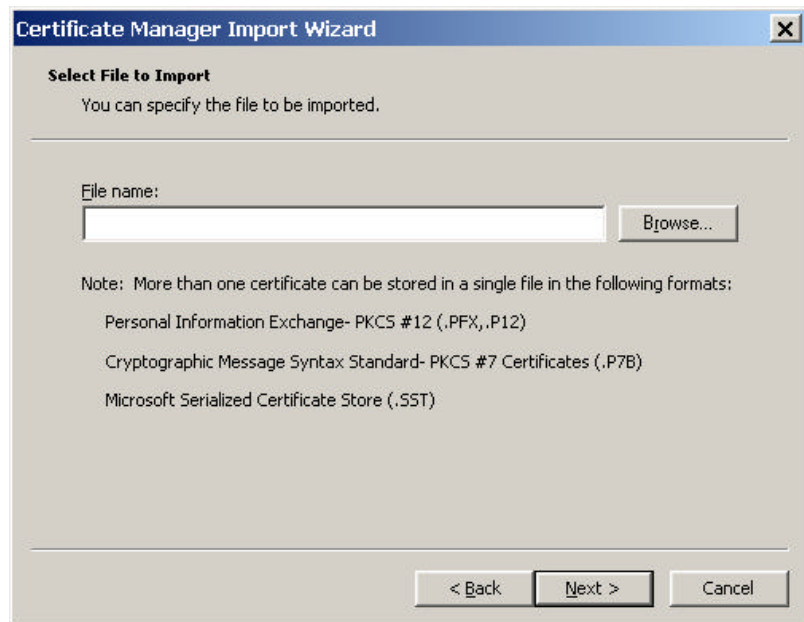 Certificate Manager Import Wizard
Select File to Import
You can specify the file to be imported.
File name:
Browse...
Note: More than one certificate can be stored in a single file in the following formats:
Personal Information Exchange- PKCS #12 (.PFX,.P12)
Cryptographic Message Syntax Standard- PKCS #7 Certificates (.P7B)
Microsoft Serialized Certificate Store (.SST)
< Back Next > Cancel